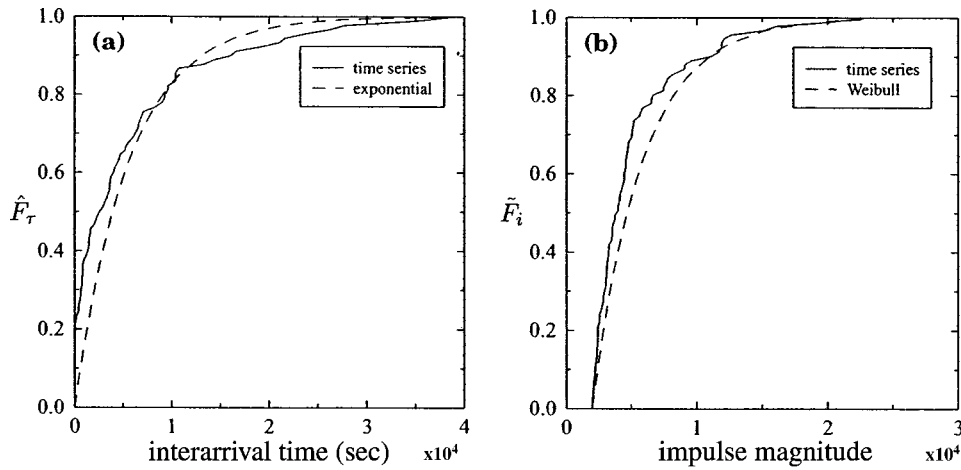 (a)
time series
exponential
1.0
0.8
0.6
0.4
0.2
0.0
F̂τ
0
1
2
3
4
x10⁴
interarrival time (sec)
(b)
time series
Weibull
1.0
0.8
0.6
0.4
0.2
0.0
F̃i
0
1
2
3
x10⁴
impulse magnitude